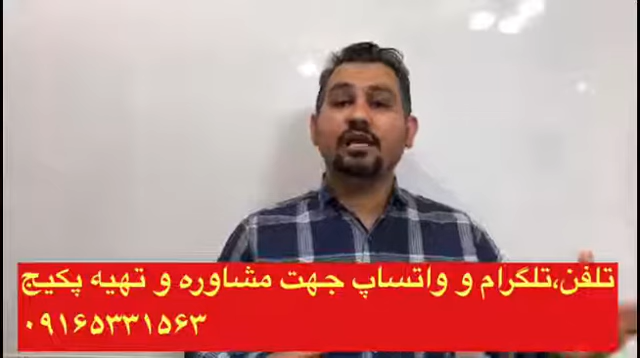 تلفن،تلگرام و واتساپ جهت مشاوره و تهیه پکیج
۰۹۱۶۵۳۳۱۵۶۳